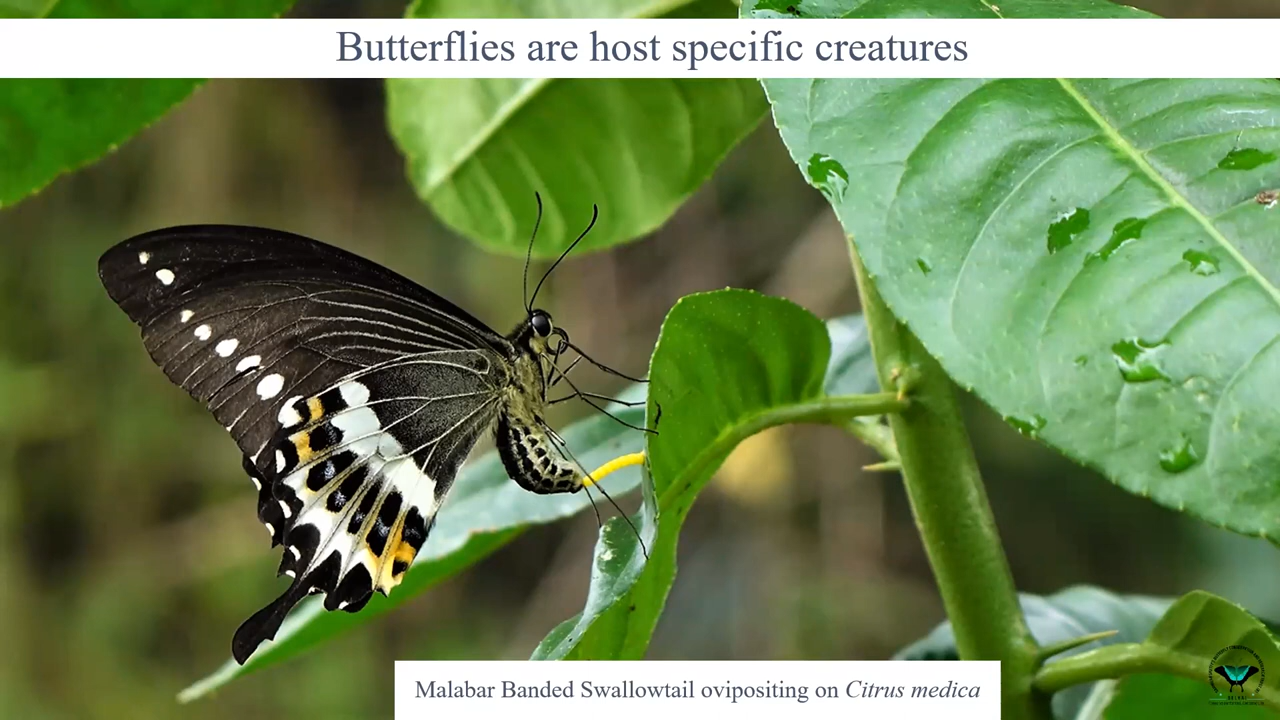 Butterflies are host specific creatures
Malabar Banded Swallowtail ovipositing on Citrus medica